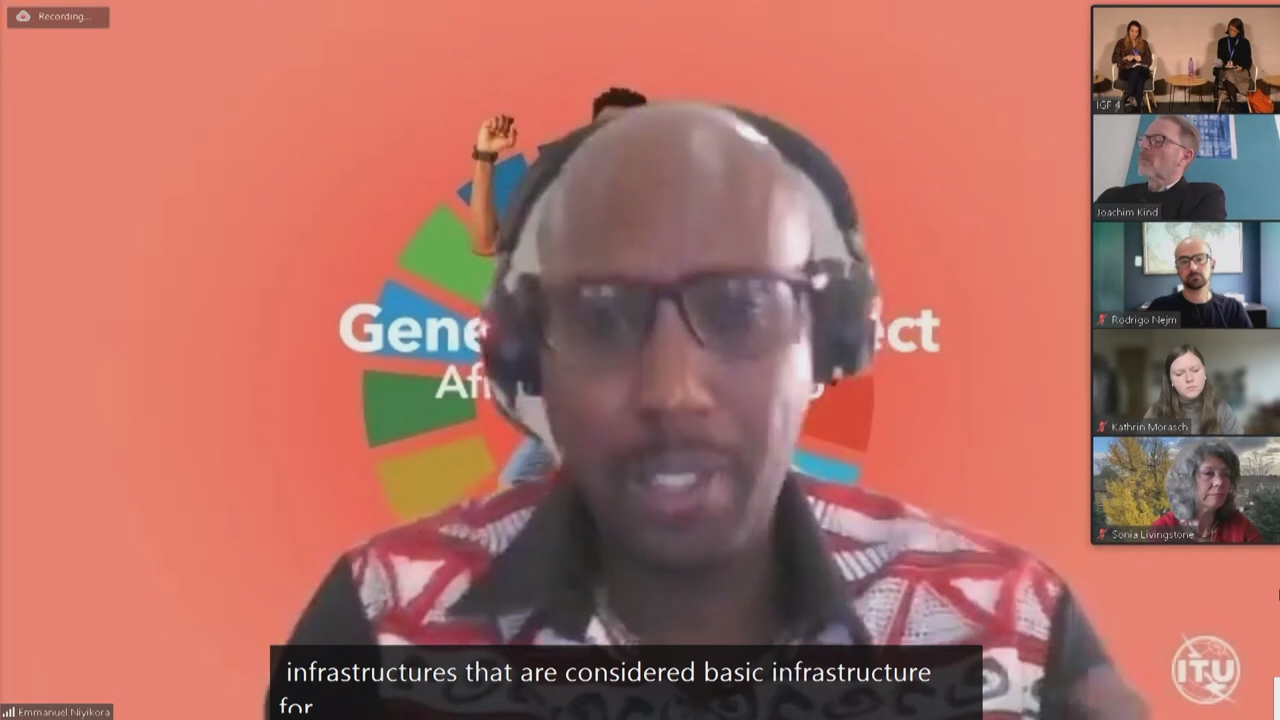 Recording...
Gene ect
Af
infrastructures that are considered basic infrastructure
for
Emmanuel Niyikora
IGF 4
Joachim Kind
Rodrigo Nejm
Kathrin Morasch
Sonia Livingstone
ITU